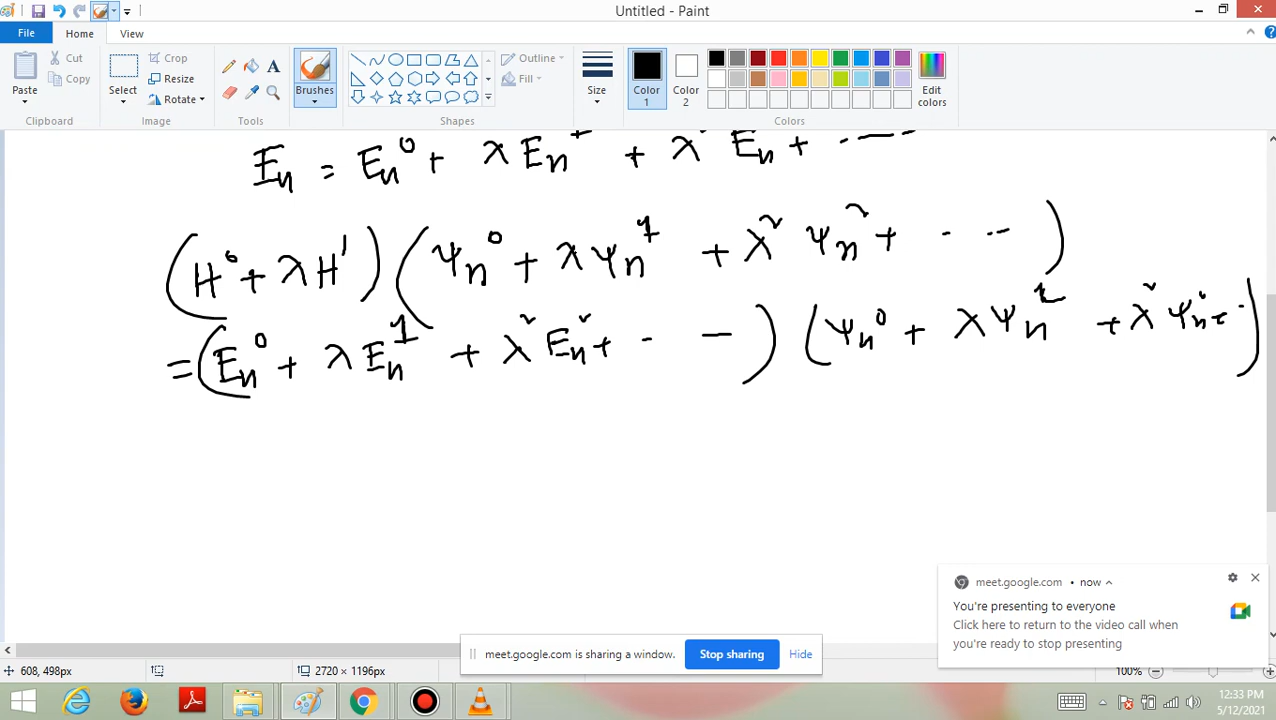 Untitled - Paint
File Home View
Paste Cut Copy Select Crop Resize Rotate Brushes Outline Fill Size Color 1 Color 2 Edit colors
Clipboard Image Tools Shapes Colors
Eₙ = Eₙ⁰ + λEₙ¹ + λ²Eₙ + ----
(H⁰ + λH') (Ψₙ⁰ + λΨₙ¹ + λ²Ψₙ² + ...)
= (Eₙ⁰ + λEₙ¹ + λ²Eₙ² + - -) (Ψₙ⁰ + λΨₙ¹ + λ²Ψₙ² + ..)
meet.google.com • now
You're presenting to everyone
Click here to return to the video call when
you're ready to stop presenting
meet.google.com is sharing a window. Stop sharing Hide
608, 498px 2720 × 1196px 100%
12:33 PM
5/12/2021